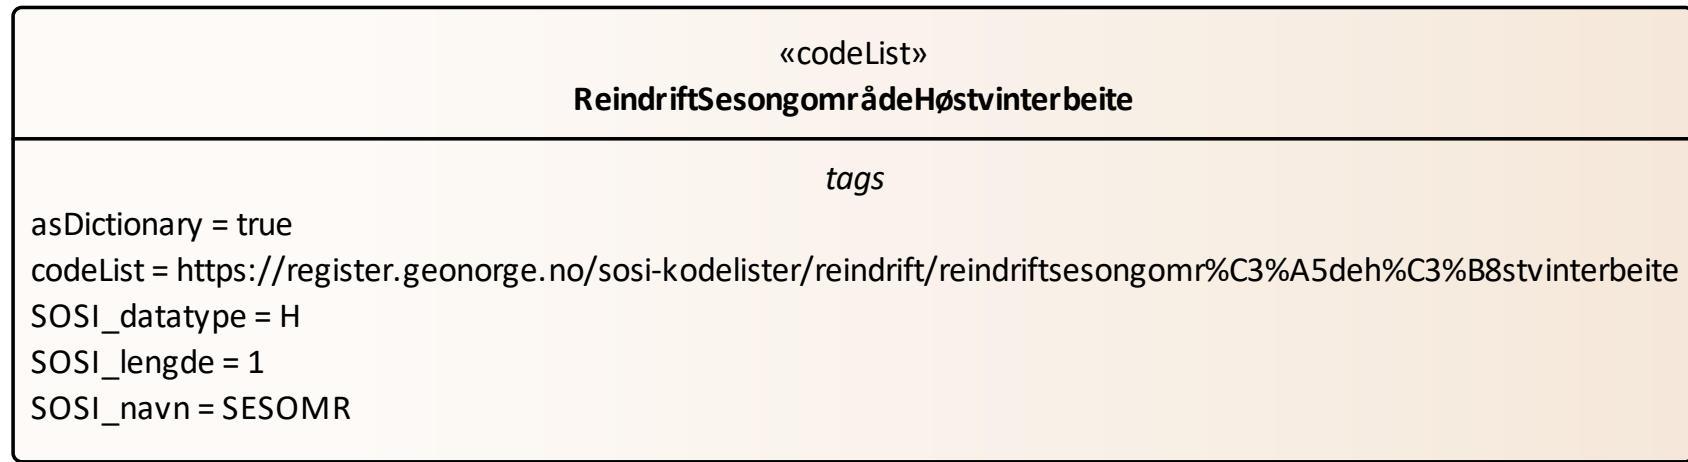 «codeList»
ReindriftSesongområdeHøstvinterbeite
tags
asDictionary = true
codeList = https://register.geonorge.no/sosi-kodelister/reindrift/reindriftsesongomr%C3%A5deh%C3%B8stvinterbeite
SOSI_datatype = H
SOSI_lengde = 1
SOSI_navn = SESOMR